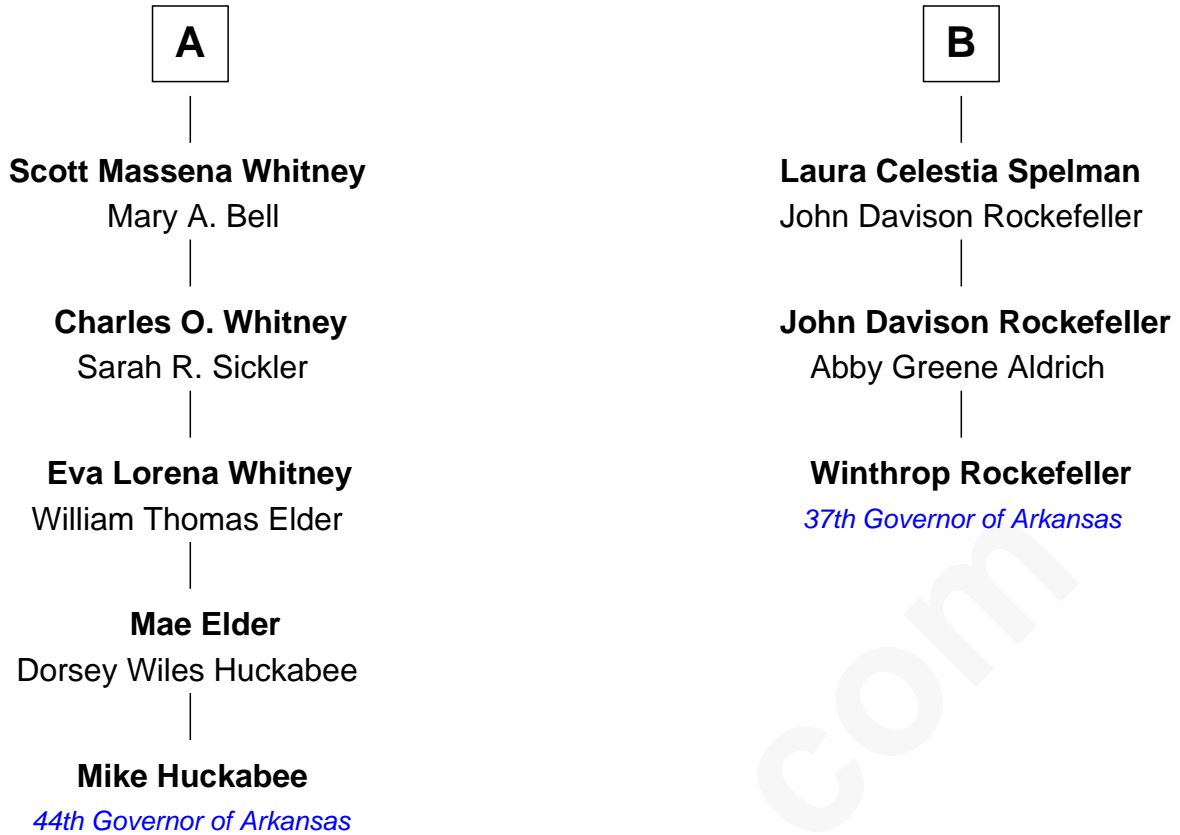 A
Scott Massena Whitney
Mary A. Bell
Charles O. Whitney
Sarah R. Sickler
Eva Lorena Whitney
William Thomas Elder
Mae Elder
Dorsey Wiles Huckabee
Mike Huckabee
44th Governor of Arkansas
B
Laura Celestia Spelman
John Davison Rockefeller
John Davison Rockefeller
Abby Greene Aldrich
Winthrop Rockefeller
37th Governor of Arkansas
com